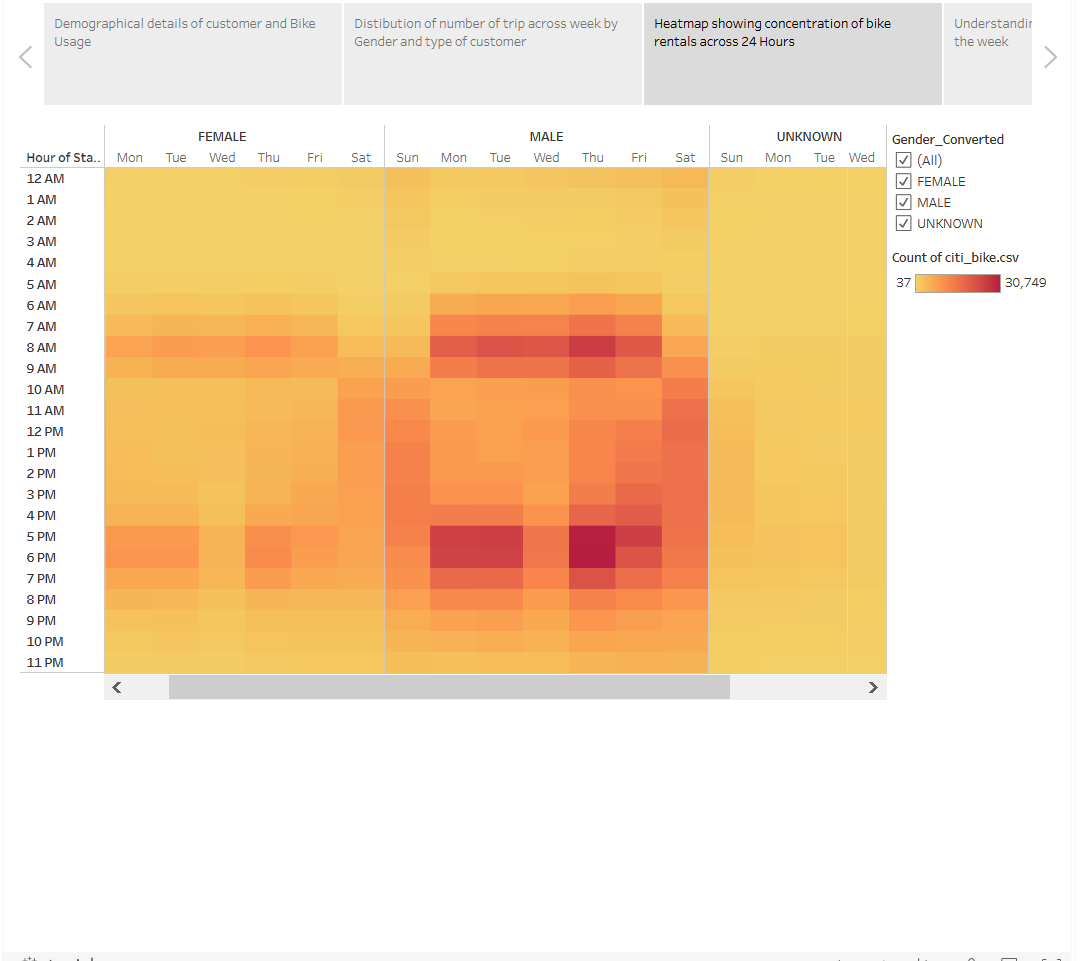 Demographical details of customer and Bike
Usage
Distibution of number of trip across week by
Gender and type of customer
Heatmap showing concentration of bike
rentals across 24 Hours
the week
FEMALE MALE UNKNOWN
Hour of Sta.. Mon Tue Wed Thu Fri Sat Sun Mon Tue Wed Thu Fri Sat Sun Mon Tue Wed
12 AM
1 AM
2 AM
3 AM
4 AM
5 AM
6 AM
7 AM
8 AM
9 AM
10 AM
11 AM
12 PM
1 PM
2 PM
3 PM
4 PM
5 PM
6 PM
7 PM
8 PM
9 PM
10 PM
11 PM
Gender_Converted
(All)
FEMALE
MALE
UNKNOWN
Count of citi_bike.csv
37 30,749